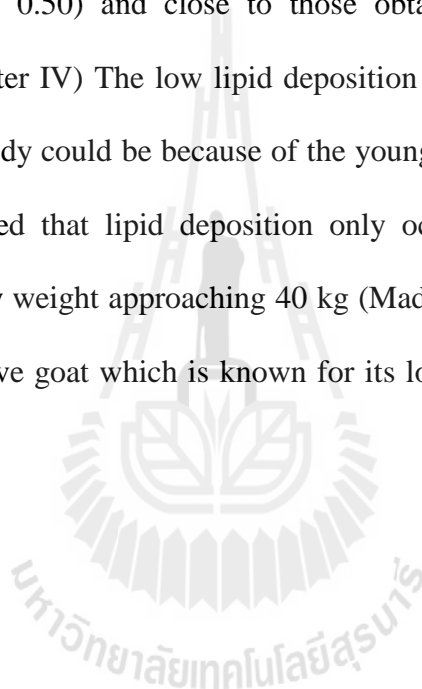 0.50) and close to those obta
ter IV) The low lipid deposition
dy could be because of the young
ed that lipid deposition only oc
weight approaching 40 kg (Mad
ve goat which is known for its lo
มหาวิทยาลัยเทคโนโลยีสุรนารี